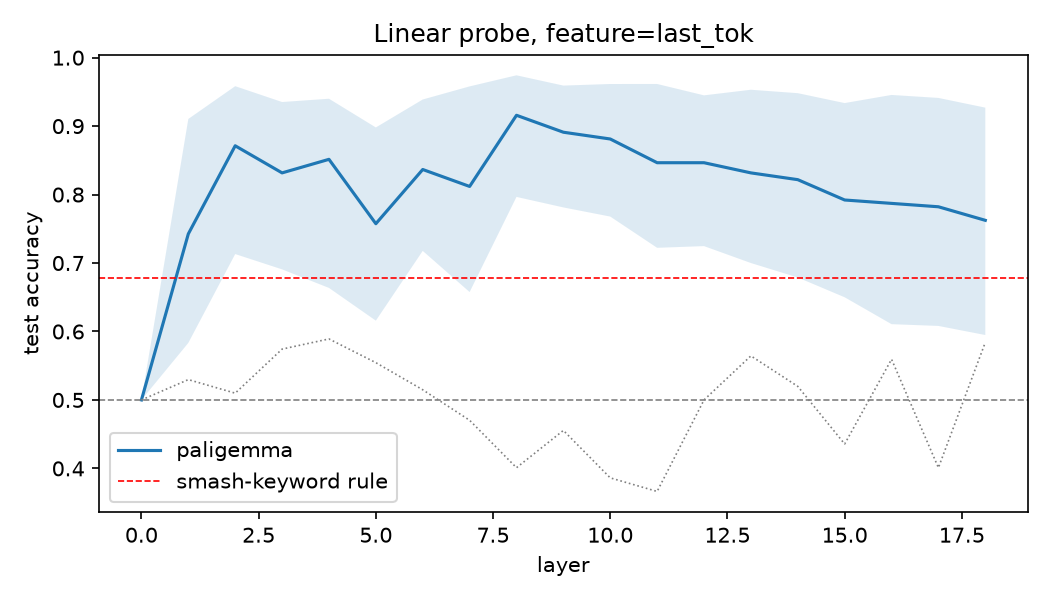 Linear probe, feature=last_tok
1.0
0.9
0.8
0.7
0.6
0.5
0.4
test accuracy
paligemma
smash-keyword rule
0.0 2.5 5.0 7.5 10.0 12.5 15.0 17.5
layer